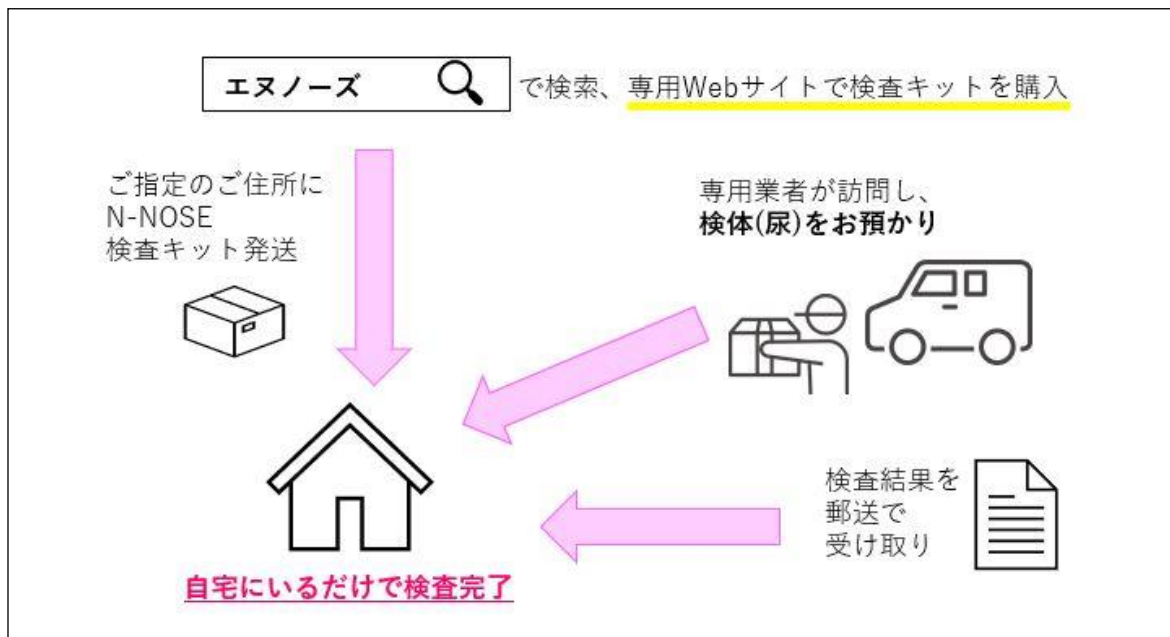 エヌノーズ で検索、専用Webサイトで検査キットを購入
ご指定のご住所に
N-NOSE
検査キット発送
専用業者が訪問し、
検体(尿)をお預かり
検査結果を
郵送で
受け取り
自宅にいるだけで検査完了